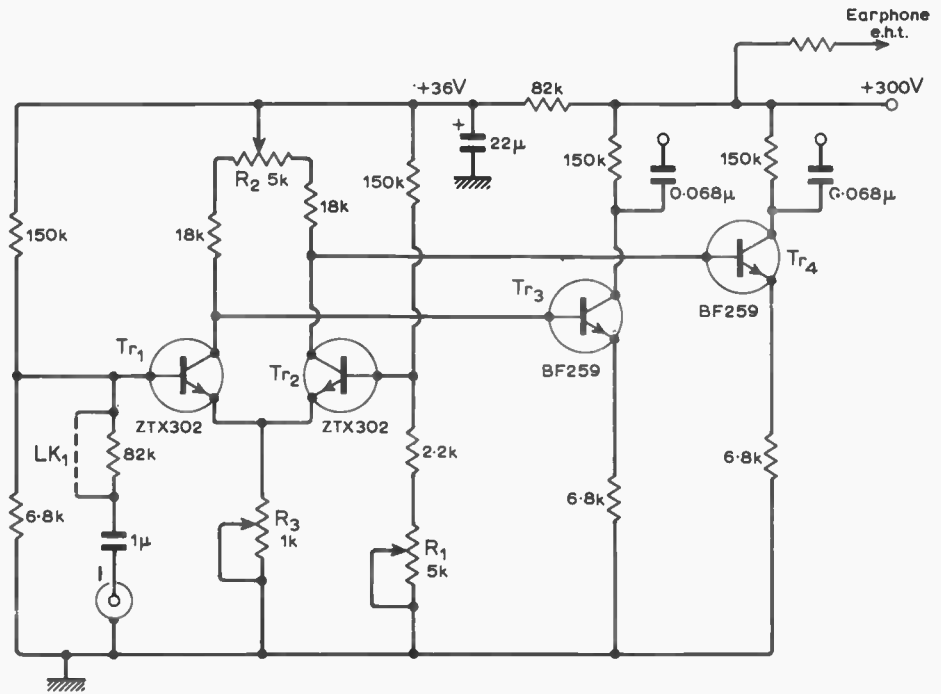 Earphone
e.h.t.
+36V
82k
+300V
+
22μ
150k
150k
150k
R2 5k
0·068μ
0·068μ
18k
150k
18k
Tr4
Tr3
BF259
Tr1
Tr2
BF259
ZTX302
ZTX302
LK1
82k
2·2k
6·8k
6·8k
6·8k
R3
1k
1μ
R1
5k
I